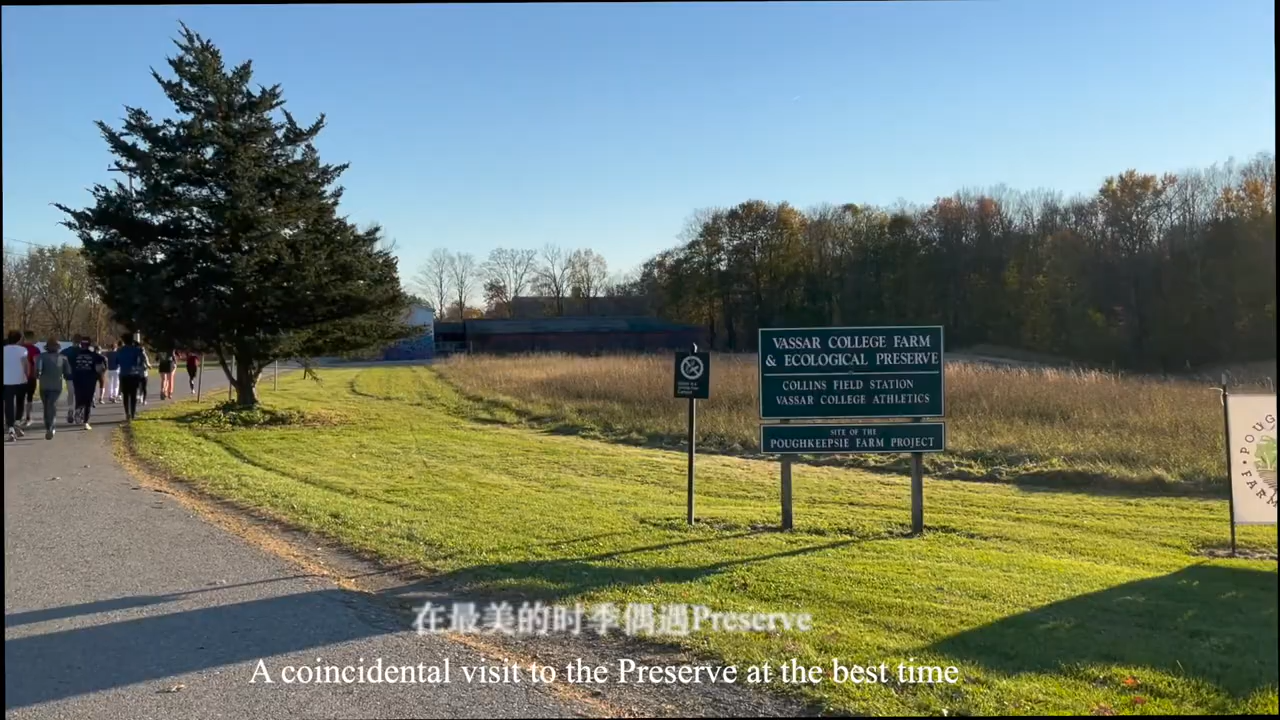 VASSAR COLLEGE FARM
& ECOLOGICAL PRESERVE
COLLINS FIELD STATION
VASSAR COLLEGE ATHLETICS
SITE OF THE
POUGHKEEPSIE FARM PROJECT
POUG
FARM
在最美的时季偶遇Preserve
A coincidental visit to the Preserve at the best time